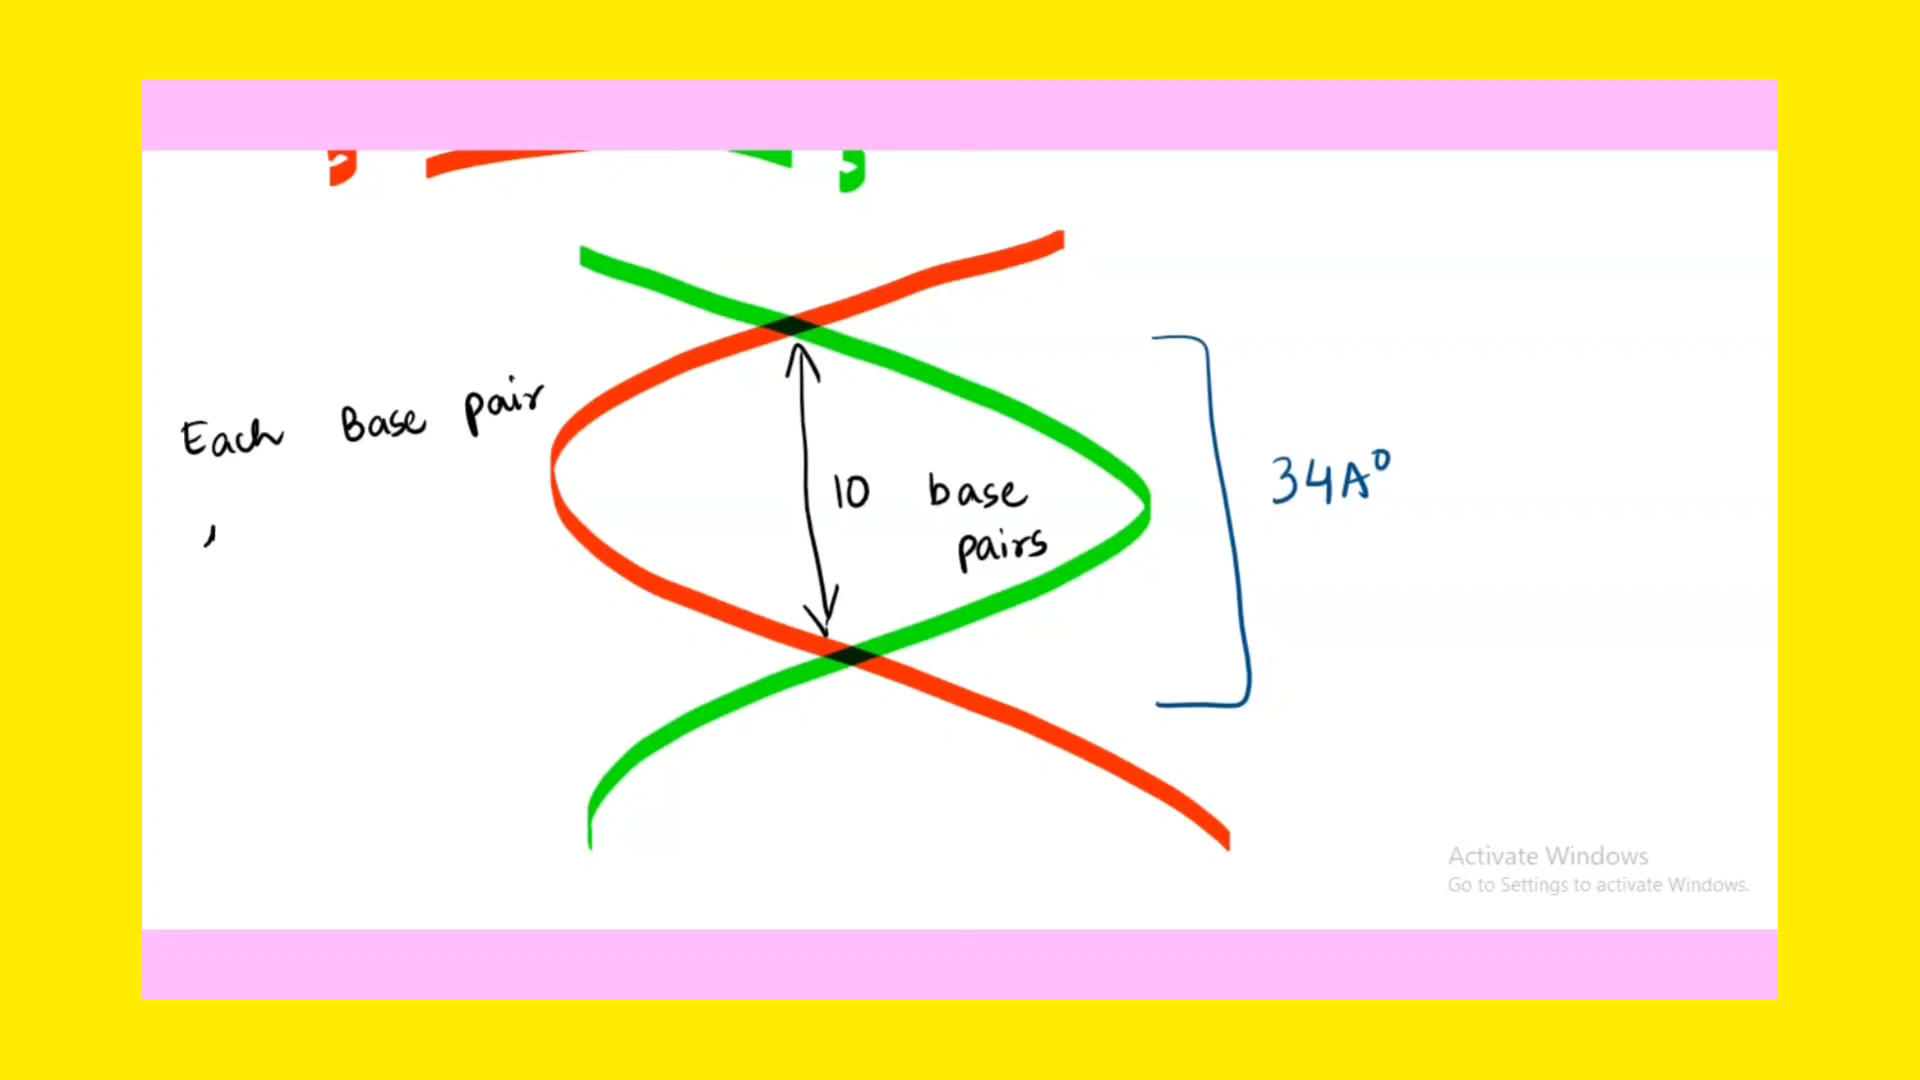 Each Base pair
10 base
pairs
34A°
Activate Windows
Go to Settings to activate Windows.